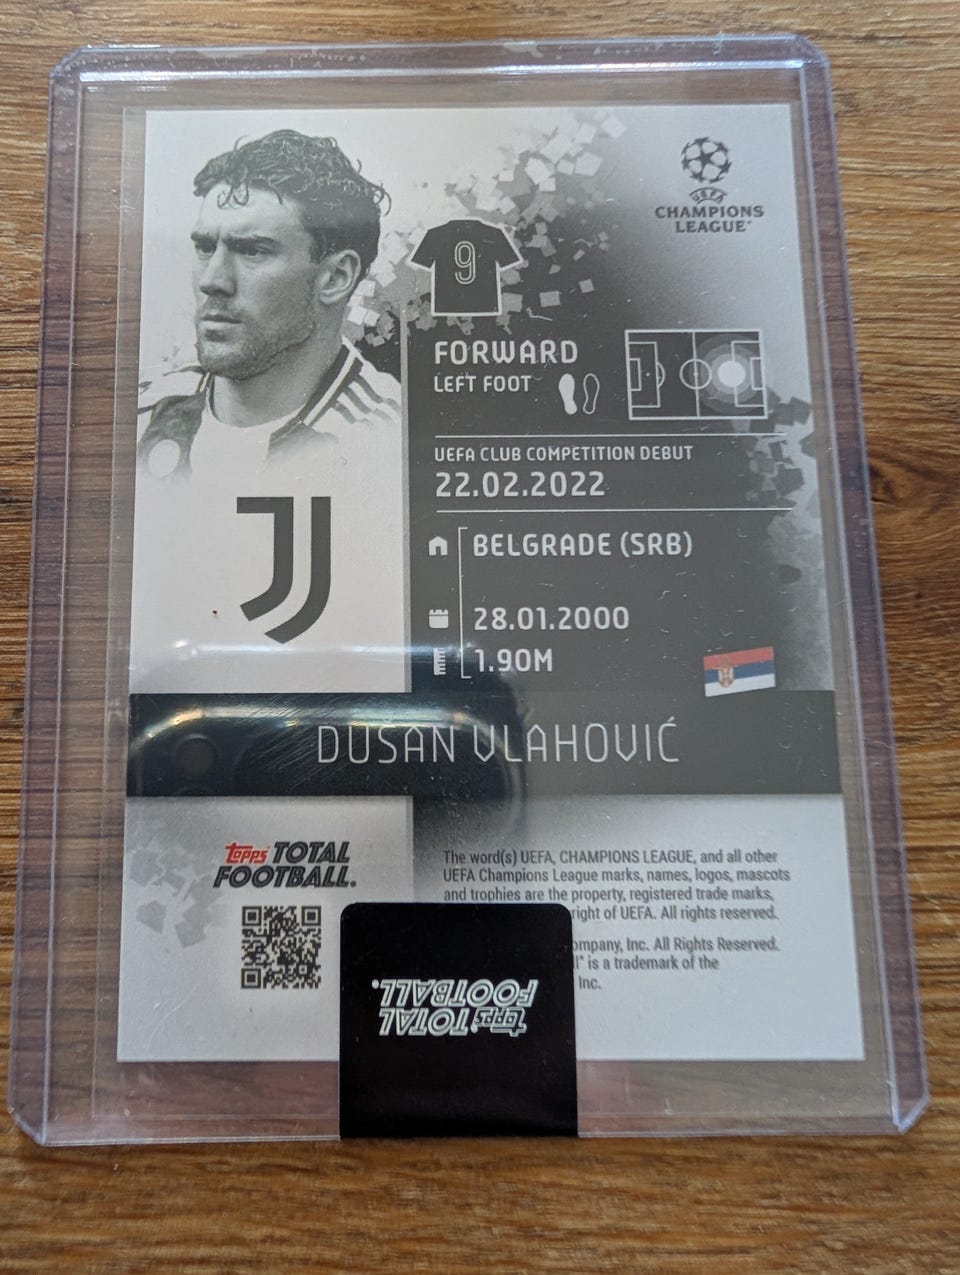 UEFA
CHAMPIONS
LEAGUE
9
FORWARD
LEFT FOOT
UEFA CLUB COMPETITION DEBUT
22.02.2022
BELGRADE (SRB)
28.01.2000
1.90M
DUSAN VLAHOVIĆ
topps TOTAL
FOOTBALL.
The word(s) UEFA, CHAMPIONS LEAGUE, and all other
UEFA Champions League marks, names, logos, mascots
and trophies are the property, registered trade marks,
right of UEFA. All rights reserved.
ompany, Inc. All Rights Reserved.
is a trademark of the
Inc.
topps TOTAL
FOOTBALL.